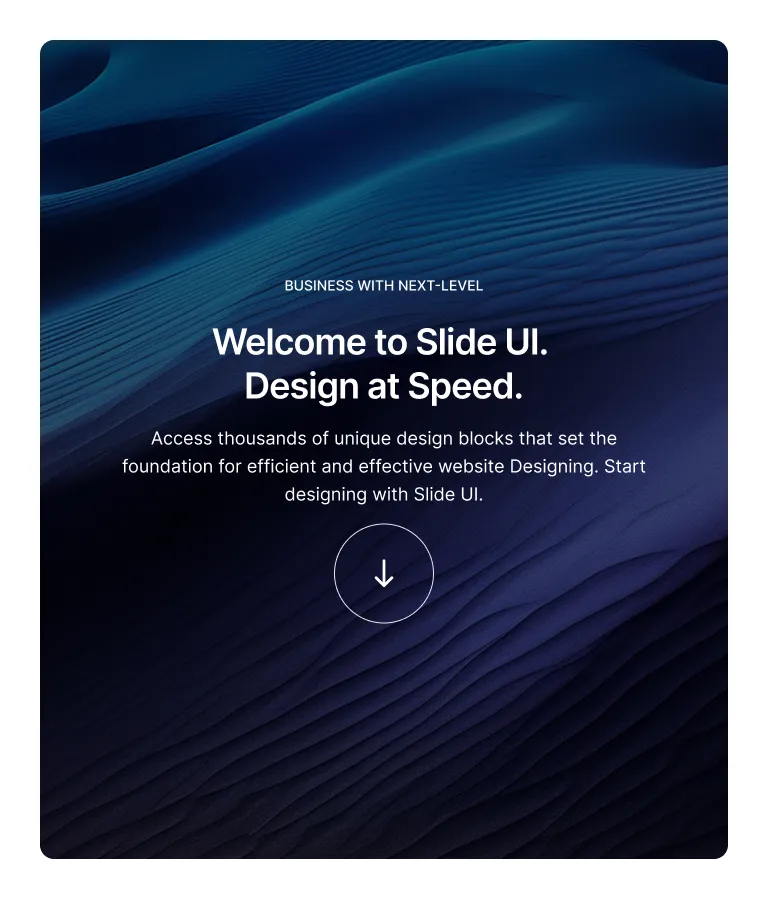 BUSINESS WITH NEXT-LEVEL
Welcome to Slide UI.
Design at Speed.
Access thousands of unique design blocks that set the
foundation for efficient and effective website Designing. Start
designing with Slide UI.